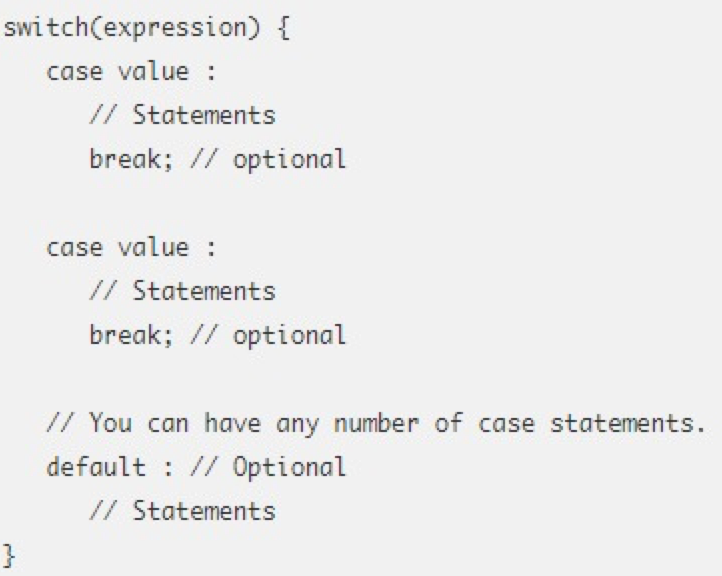 switch(expression) {
case value :
// Statements
break; // optional
case value :
// Statements
break; // optional
// You can have any number of case statements.
default : // Optional
// Statements
}